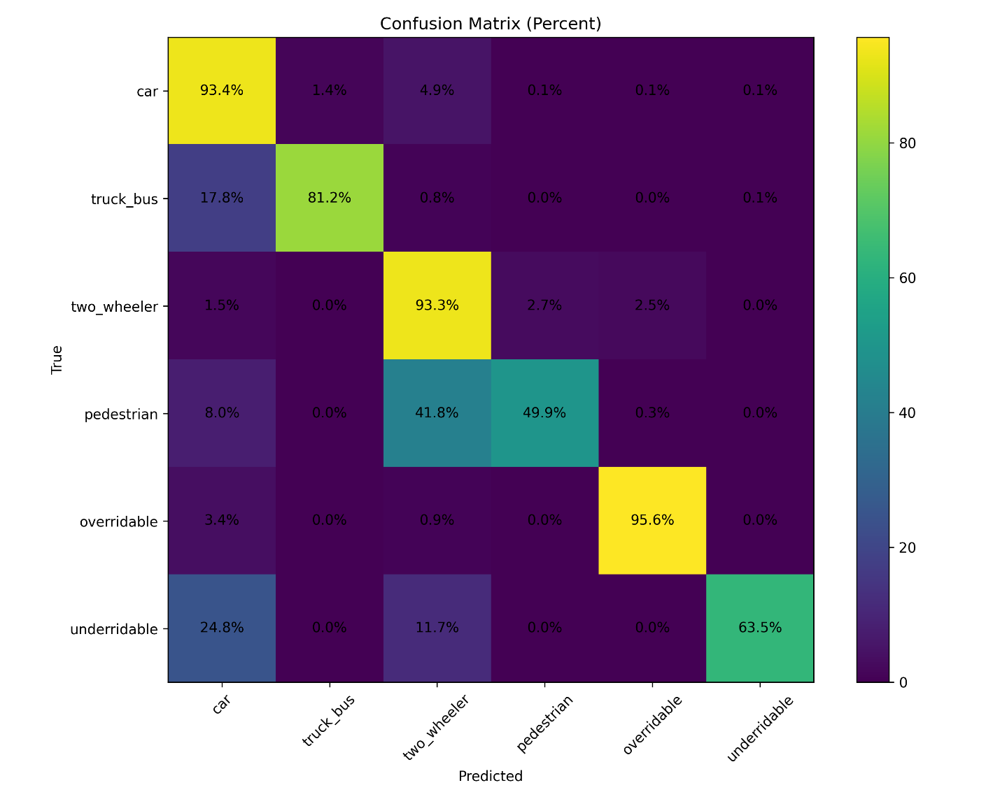 Confusion Matrix (Percent)
car 93.4% 1.4% 4.9% 0.1% 0.1% 0.1%
80
truck_bus 17.8% 81.2% 0.8% 0.0% 0.0% 0.1%
60
two_wheeler 1.5% 0.0% 93.3% 2.7% 2.5% 0.0%
True
pedestrian 8.0% 0.0% 41.8% 49.9% 0.3% 0.0%
40
overridable 3.4% 0.0% 0.9% 0.0% 95.6% 0.0%
20
underridable 24.8% 0.0% 11.7% 0.0% 0.0% 63.5%
0
car truck_bus two_wheeler pedestrian overridable underridable
Predicted